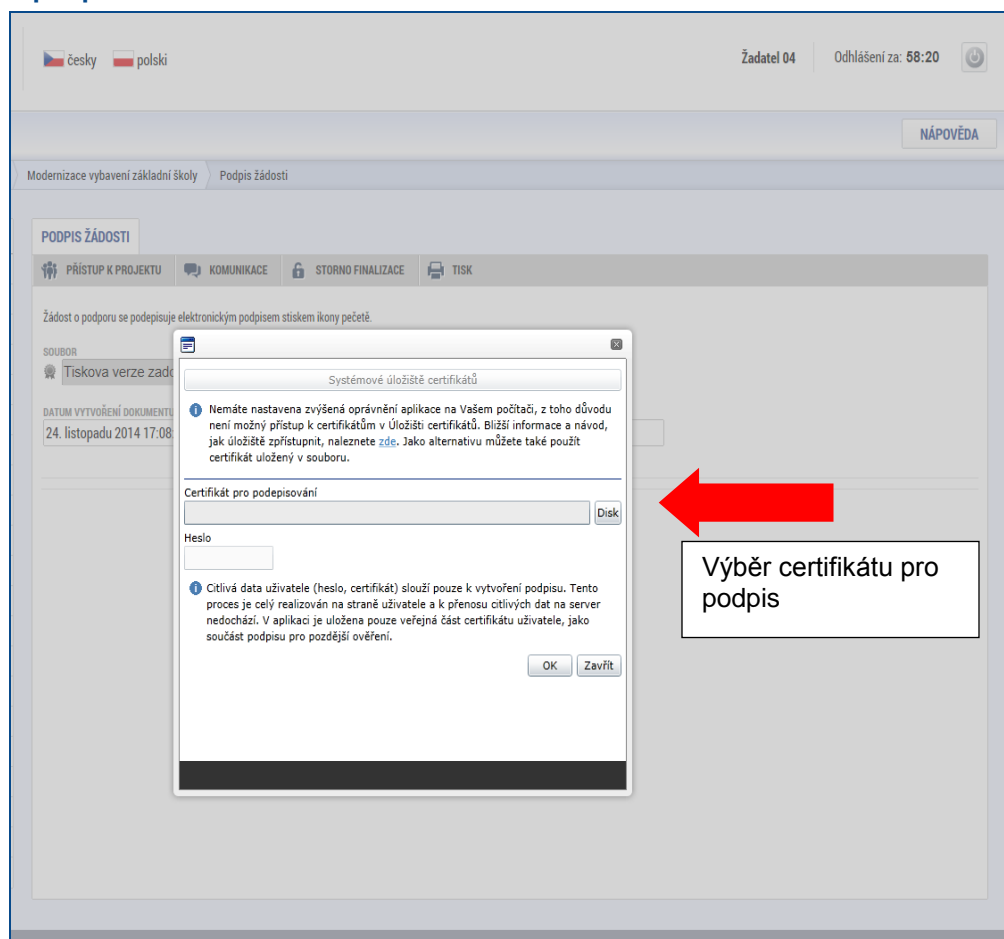 česky polski Žadatel 04 Odhlášení za: 58:20
NÁPOVĚDA
Modernizace vybavení základní školy Podpis žádosti
PODPIS ŽÁDOSTI
PŘÍSTUP K PROJEKTU KOMUNIKACE STORNO FINALIZACE TISK
Žádost o podporu se podepisuje elektronickým podpisem stiskem ikony pečetě.
SOUBOR
Tiskova verze
DATUM VYTVOŘENÍ DOKUMENTU
24. listopadu 2014 17:08
Systémové úložiště certifikátů
Nemáte nastavena zvýšená oprávnění aplikace na Vašem počítači, z toho důvodu
není možný přístup k certifikátům v Úložišti certifikátů. Bližší informace a návod,
jak úložiště zpřístupnit, naleznete zde. Jako alternativu můžete také použít
certifikát uložený v souboru.
Certifikát pro podepisování
Disk
Heslo
Citlivá data uživatele (heslo, certifikát) slouží pouze k vytvoření podpisu. Tento
proces je celý realizován na straně uživatele a k přenosu citlivých dat na server
nedochází. V aplikaci je uložena pouze veřejná část certifikátu uživatele, jako
součást podpisu pro pozdější ověření.
OK Zavřít
Výběr certifikátu pro
podpis